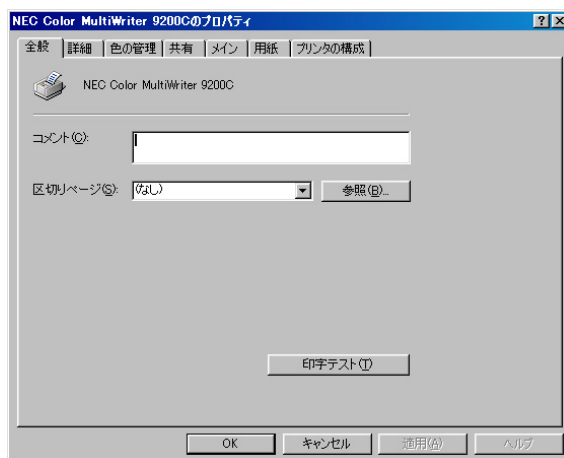 NEC Color MultiWriter 9200Cのプロパティ
全般 詳細 色の管理 共有 メイン 用紙 プリンタの構成
NEC Color MultiWriter 9200C
コメント(C):
区切りページ(S): (なし) 参照(B)...
印字テスト(T)
OK キャンセル 適用(A) ヘルプ